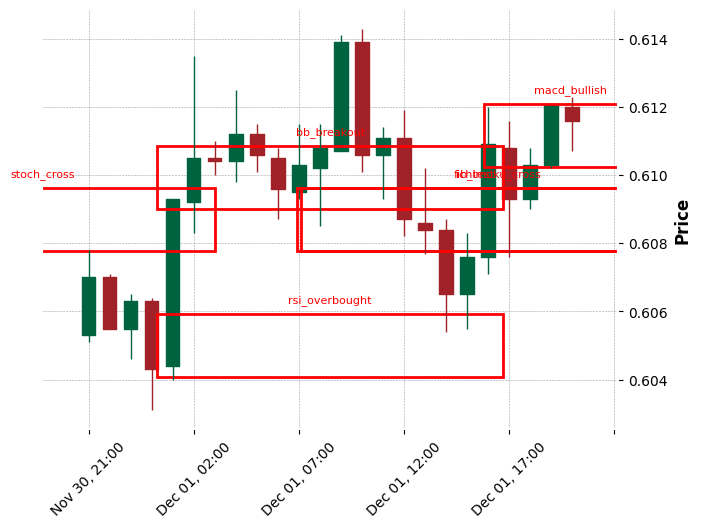 0.614
macd_bullish
0.612
bb_breakout
stoch_cross
0.610
Price
0.608
rsi_overbought
0.606
0.604
Nov 30, 21:00
Dec 01, 02:00
Dec 01, 07:00
Dec 01, 12:00
Dec 01, 17:00